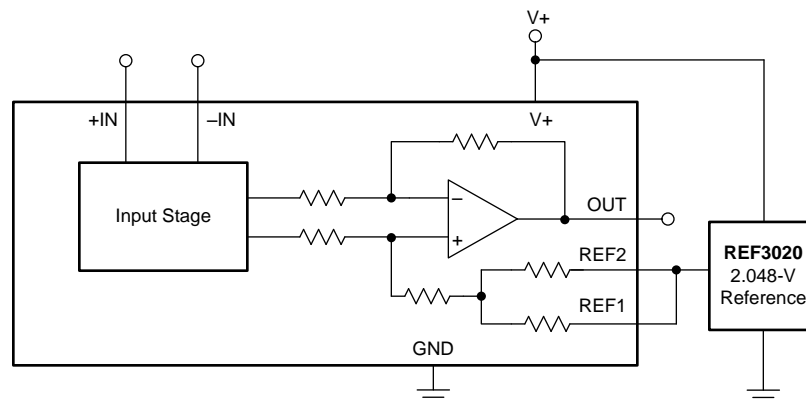 V+
+IN
–IN
V+
Input Stage
–
+
OUT
REF2
REF1
GND
REF3020
2.048-V
Reference